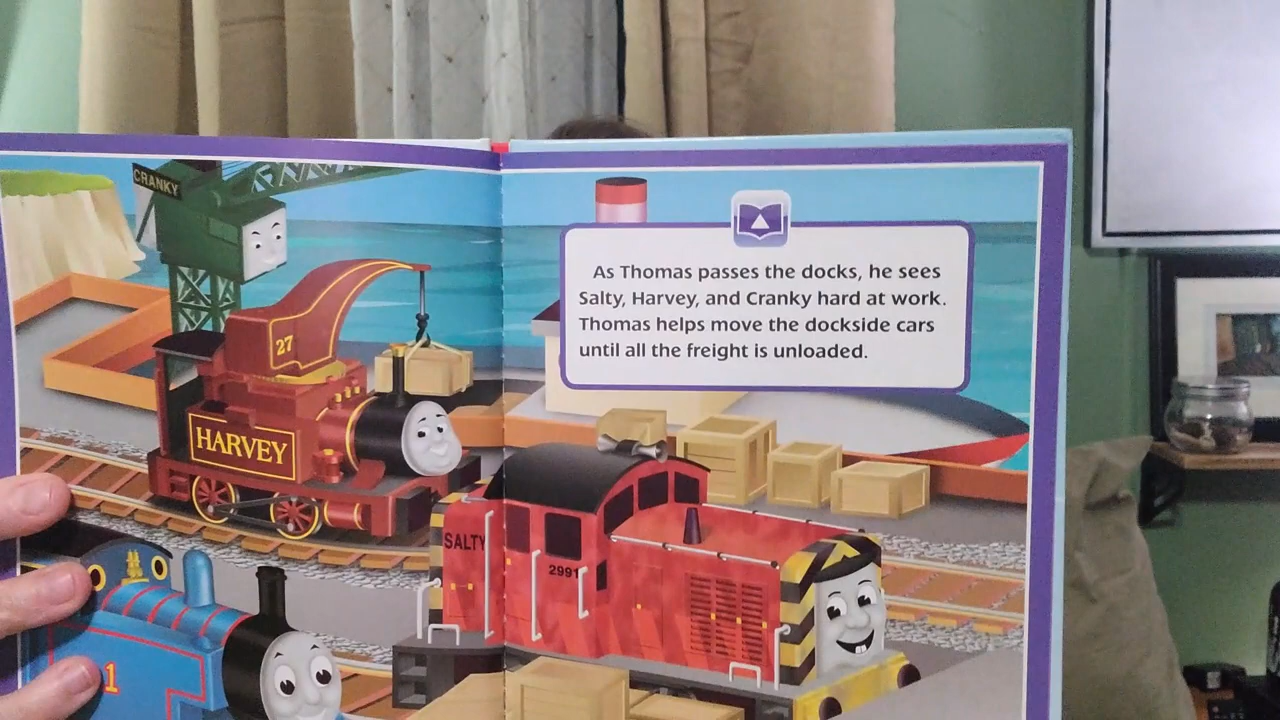 CRANKY
27
HARVEY
1
As Thomas passes the docks, he sees
Salty, Harvey, and Cranky hard at work.
Thomas helps move the dockside cars
until all the freight is unloaded.
SALTY
2991